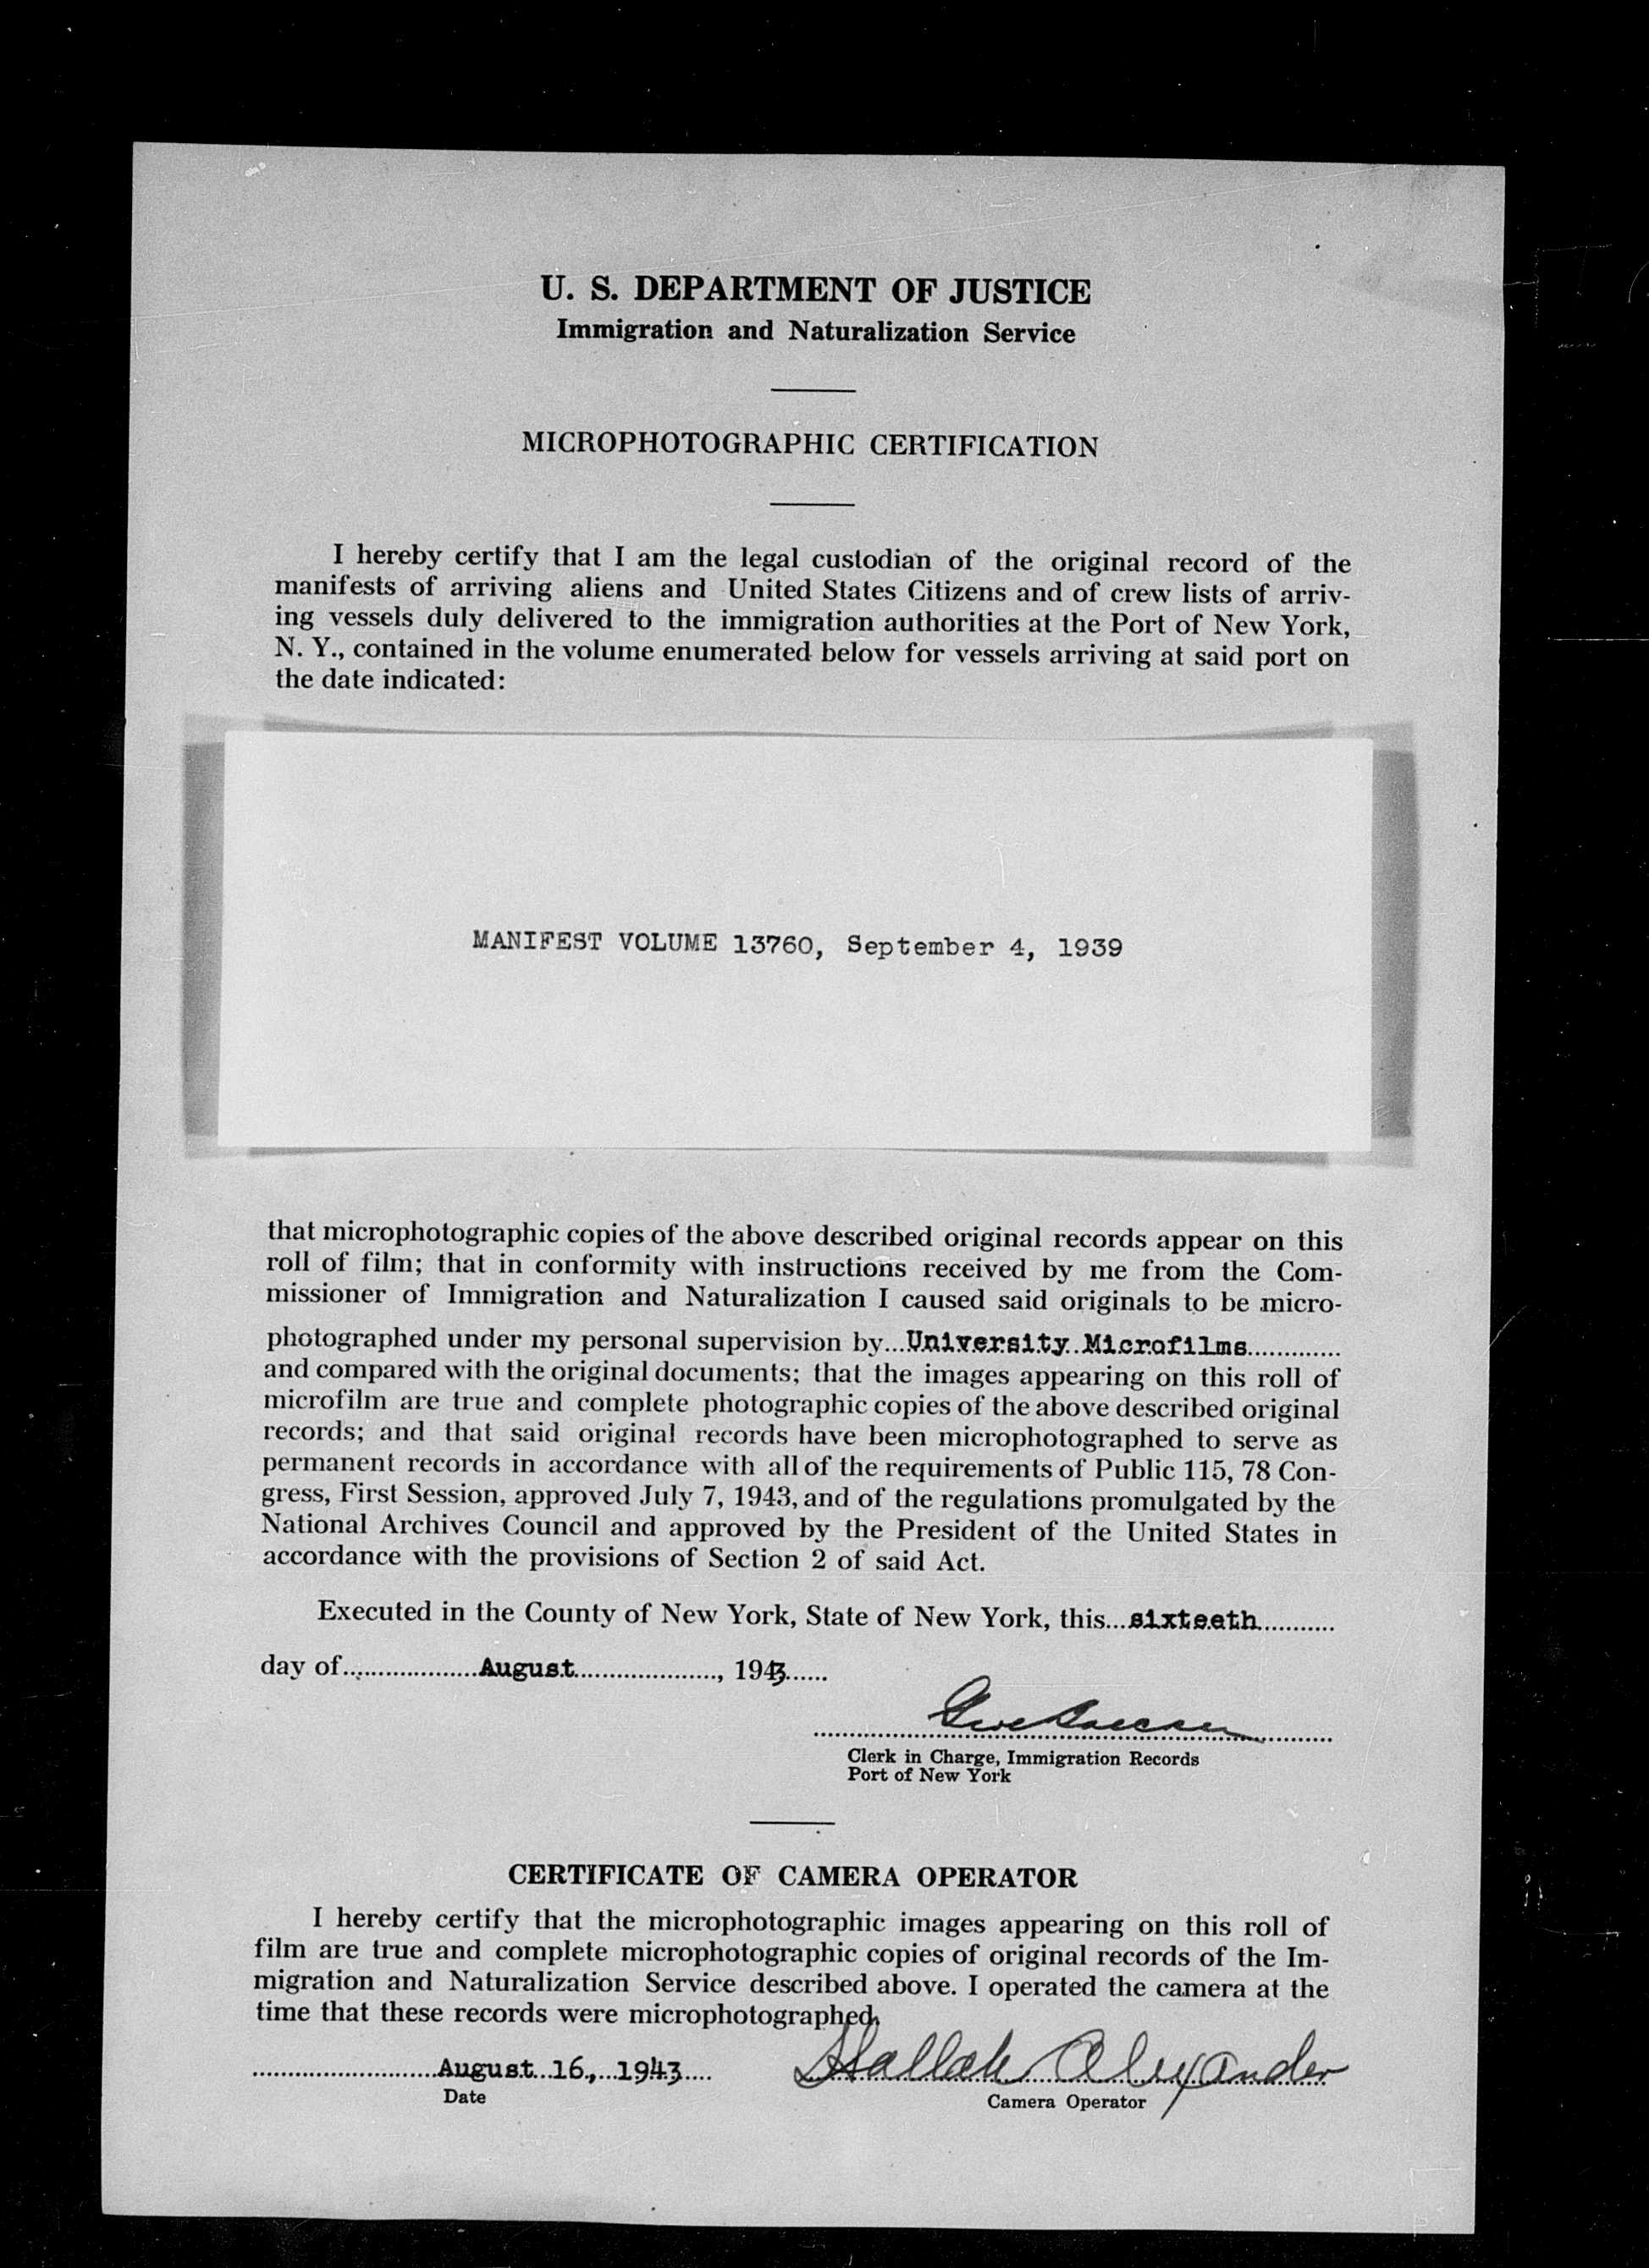 U. S. DEPARTMENT OF JUSTICE
Immigration and Naturalization Service
MICROPHOTOGRAPHIC CERTIFICATION
I hereby certify that I am the legal custodian of the original record of the
manifests of arriving aliens and United States Citizens and of crew lists of arriv-
ing vessels duly delivered to the immigration authorities at the Port of New York,
N. Y., contained in the volume enumerated below for vessels arriving at said port on
the date indicated:
MANIFEST VOLUME 13760, September 4, 1939
that microphotographic copies of the above described original records appear on this
roll of film; that in conformity with instructions received by me from the Com-
missioner of Immigration and Naturalization I caused said originals to be micro-
photographed under my personal supervision by...University Microfilms.............
and compared with the original documents; that the images appearing on this roll of
microfilm are true and complete photographic copies of the above described original
records; and that said original records have been microphotographed to serve as
permanent records in accordance with all of the requirements of Public 115, 78 Con-
gress, First Session, approved July 7, 1943, and of the regulations promulgated by the
National Archives Council and approved by the President of the United States in
accordance with the provisions of Section 2 of said Act.
Executed in the County of New York, State of New York, this...sixteeth...........
day of....................August...................., 1943......
Clerk in Charge, Immigration Records
Port of New York
CERTIFICATE OF CAMERA OPERATOR
I hereby certify that the microphotographic images appearing on this roll of
film are true and complete microphotographic copies of original records of the Im-
migration and Naturalization Service described above. I operated the camera at the
time that these records were microphotographed.
...........................August 16, 1943.... Alexander
Date
Camera Operator